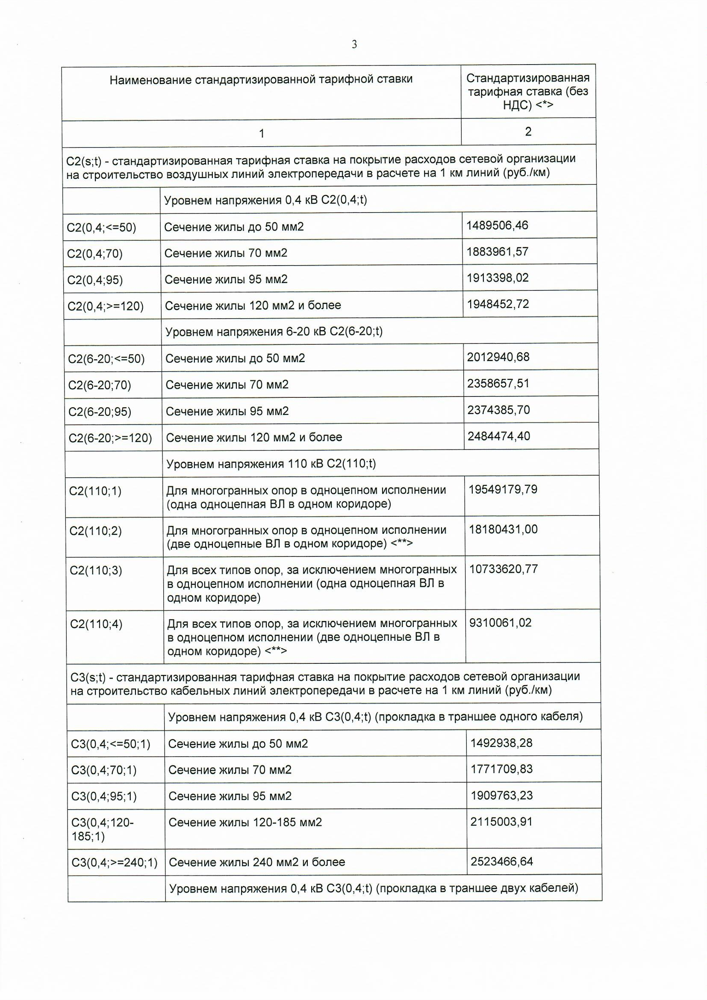 3
Наименование стандартизированной тарифной ставки
Стандартизированная
тарифная ставка (без
НДС) <*>
1
2
С2(s;t) - стандартизированная тарифная ставка на покрытие расходов сетевой организации
на строительство воздушных линий электропередачи в расчете на 1 км линий (руб./км)
Уровнем напряжения 0,4 кВ С2(0,4;t)
С2(0,4;<=50)
Сечение жилы до 50 мм2
1489506,46
С2(0,4;70)
Сечение жилы 70 мм2
1883961,57
С2(0,4;95)
Сечение жилы 95 мм2
1913398,02
С2(0,4;>=120)
Сечение жилы 120 мм2 и более
1948452,72
Уровнем напряжения 6-20 кВ С2(6-20;t)
С2(6-20;<=50)
Сечение жилы до 50 мм2
2012940,68
С2(6-20;70)
Сечение жилы 70 мм2
2358657,51
С2(6-20;95)
Сечение жилы 95 мм2
2374385,70
С2(6-20;>=120)
Сечение жилы 120 мм2 и более
2484474,40
Уровнем напряжения 110 кВ С2(110;t)
С2(110;1)
Для многогранных опор в одноцепном исполнении
(одна одноцепная ВЛ в одном коридоре)
19549179,79
С2(110;2)
Для многогранных опор в одноцепном исполнении
(две одноцепные ВЛ в одном коридоре) <**>
18180431,00
С2(110;3)
Для всех типов опор, за исключением многогранных
в одноцепном исполнении (одна одноцепная ВЛ в
одном коридоре)
10733620,77
С2(110;4)
Для всех типов опор, за исключением многогранных
в одноцепном исполнении (две одноцепные ВЛ в
одном коридоре) <**>
9310061,02
С3(s;t) - стандартизированная тарифная ставка на покрытие расходов сетевой организации
на строительство кабельных линий электропередачи в расчете на 1 км линий (руб./км)
Уровнем напряжения 0,4 кВ С3(0,4;t) (прокладка в траншее одного кабеля)
С3(0,4;<=50;1)
Сечение жилы до 50 мм2
1492938,28
С3(0,4;70;1)
Сечение жилы 70 мм2
1771709,83
С3(0,4;95;1)
Сечение жилы 95 мм2
1909763,23
С3(0,4;120-
185;1)
Сечение жилы 120-185 мм2
2115003,91
С3(0,4;>=240;1)
Сечение жилы 240 мм2 и более
2523466,64
Уровнем напряжения 0,4 кВ С3(0,4;t) (прокладка в траншее двух кабелей)